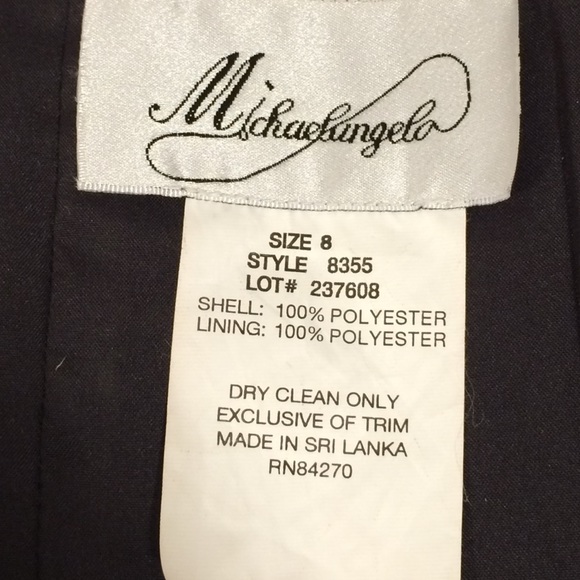 Michaelangelo
SIZE 8
STYLE 8355
LOT# 237608
SHELL: 100% POLYESTER
LINING: 100% POLYESTER
DRY CLEAN ONLY
EXCLUSIVE OF TRIM
MADE IN SRI LANKA
RN84270